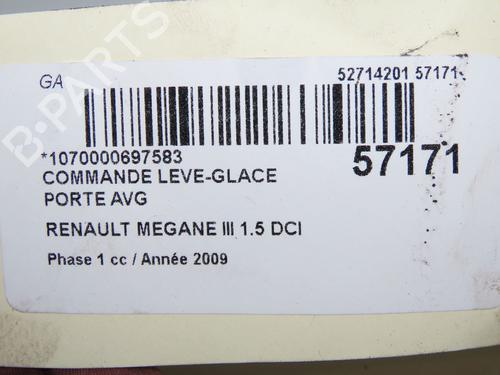 GA
52714201 57171
*1070000697583
57171
COMMANDE LEVE-GLACE
PORTE AVG
RENAULT MEGANE III 1.5 DCI
Phase 1 cc / Année 2009
B-PARTS